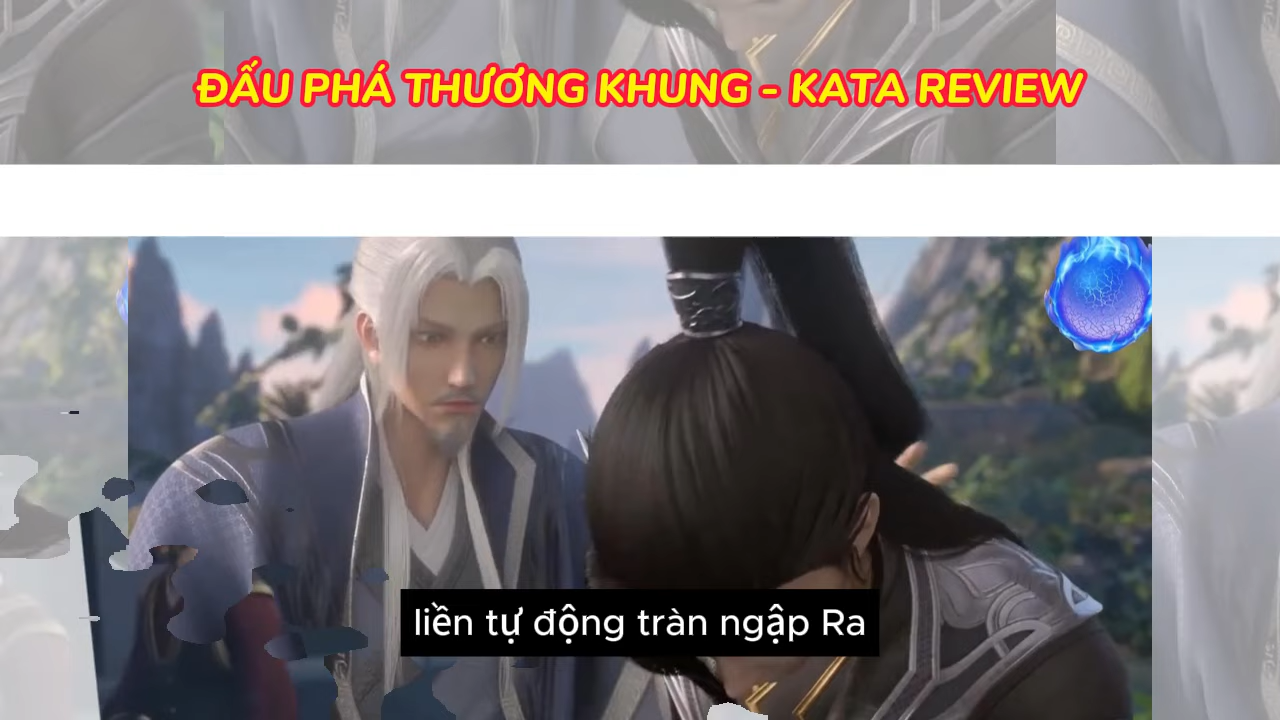 ĐẤU PHÁ THƯƠNG KHUNG - KATA REVIEW
liền tự động tràn ngập Ra